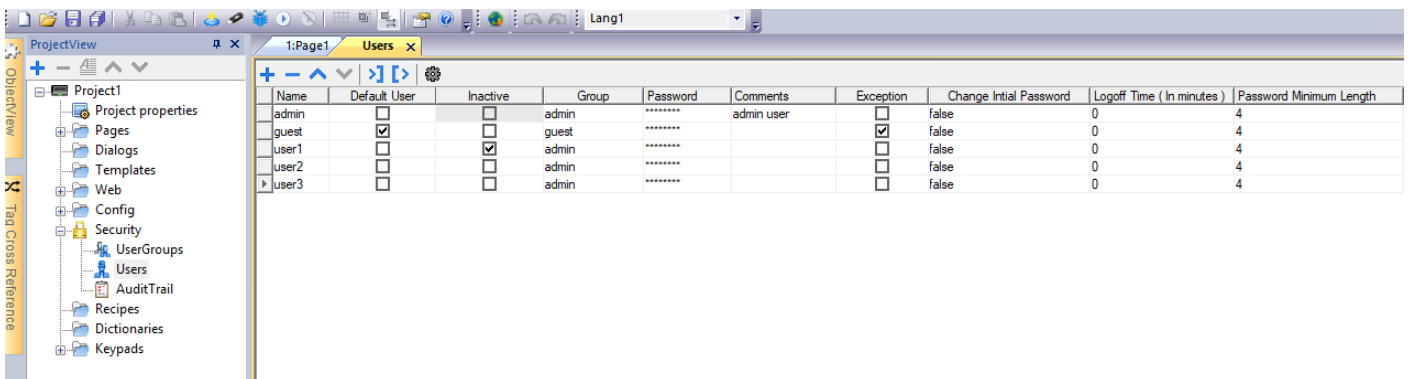 Lang1
ProjectView
1:Page1 Users
ObjectView
Tag Cross Reference
Project1
Project properties
Pages
Dialogs
Templates
Web
Config
Security
UserGroups
Users
AuditTrail
Recipes
Dictionaries
Keypads
Name Default User Inactive Group Password Comments Exception Change Intial Password Logoff Time ( In minutes ) Password Minimum Length
admin admin ******** admin user false 0 4
guest guest ******** false 0 4
user1 admin ******** false 0 4
user2 admin ******** false 0 4
user3 admin ******** false 0 4